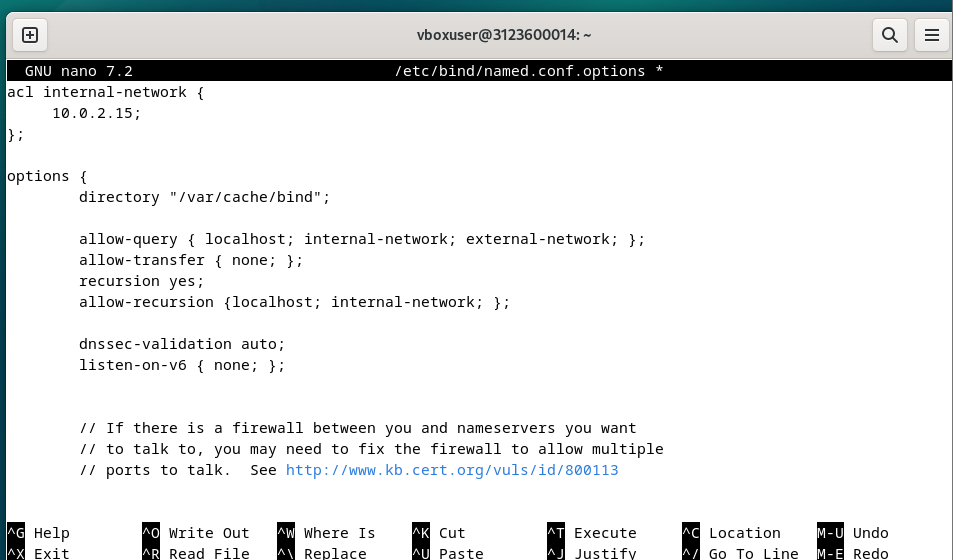 vboxuser@3123600014: ~
GNU nano 7.2 /etc/bind/named.conf.options *
acl internal-network {
     10.0.2.15;
};
options {
        directory "/var/cache/bind";
        allow-query { localhost; internal-network; external-network; };
        allow-transfer { none; };
        recursion yes;
        allow-recursion {localhost; internal-network; };
        dnssec-validation auto;
        listen-on-v6 { none; };
        // If there is a firewall between you and nameservers you want
        // to talk to, you may need to fix the firewall to allow multiple
        // ports to talk.  See http://www.kb.cert.org/vuls/id/800113
^G Help ^O Write Out ^W Where Is ^K Cut ^T Execute ^C Location M-U Undo
^X Exit ^R Read File ^\ Replace ^U Paste ^J Justify ^/ Go To Line M-E Redo